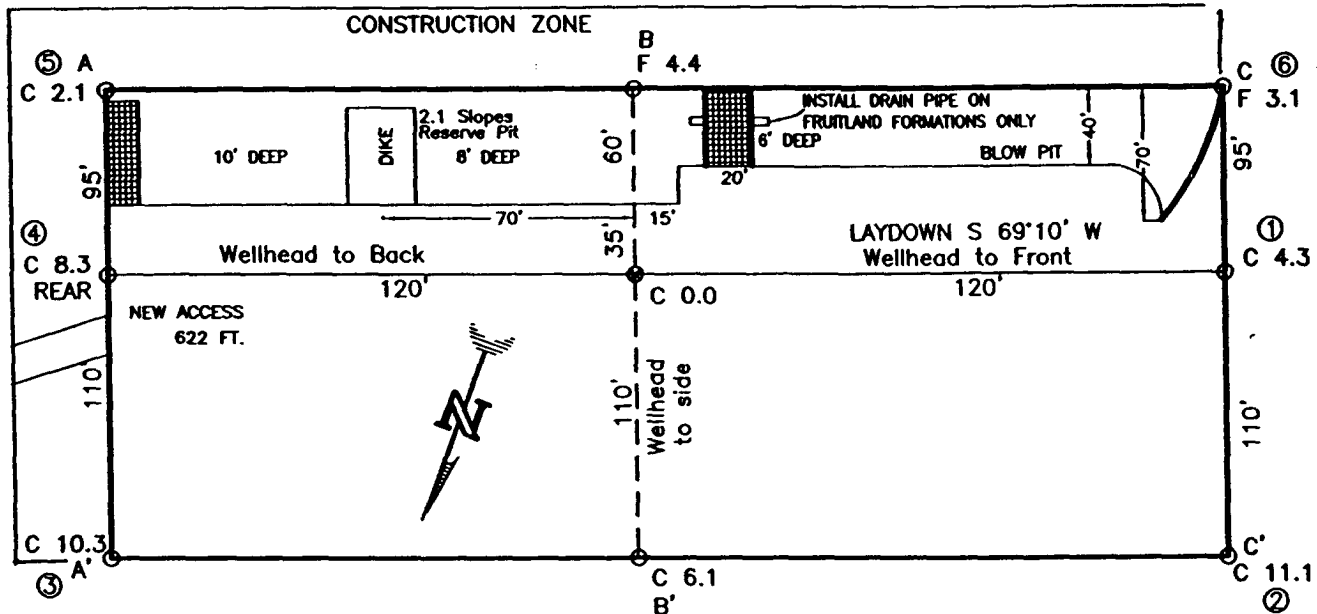 CONSTRUCTION ZONE
⑤ A
C 2.1
B
F 4.4
C ⑥
F 3.1
2.1 Slopes
Reserve Pit
10' DEEP
DIKE
8' DEEP
60'
INSTALL DRAIN PIPE ON
FRUITLAND FORMATIONS ONLY
6' DEEP
20'
BLOW PIT
40'
70'
95'
95'
70'
15'
35'
④
C 8.3
REAR
Wellhead to Back
120'
C 0.0
LAYDOWN S 69°10' W
Wellhead to Front
120'
①
C 4.3
NEW ACCESS
622 FT.
110'
N
110'
Wellhead
to side
110'
C 10.3
③ A'
C 6.1
B'
C'
C 11.1
②